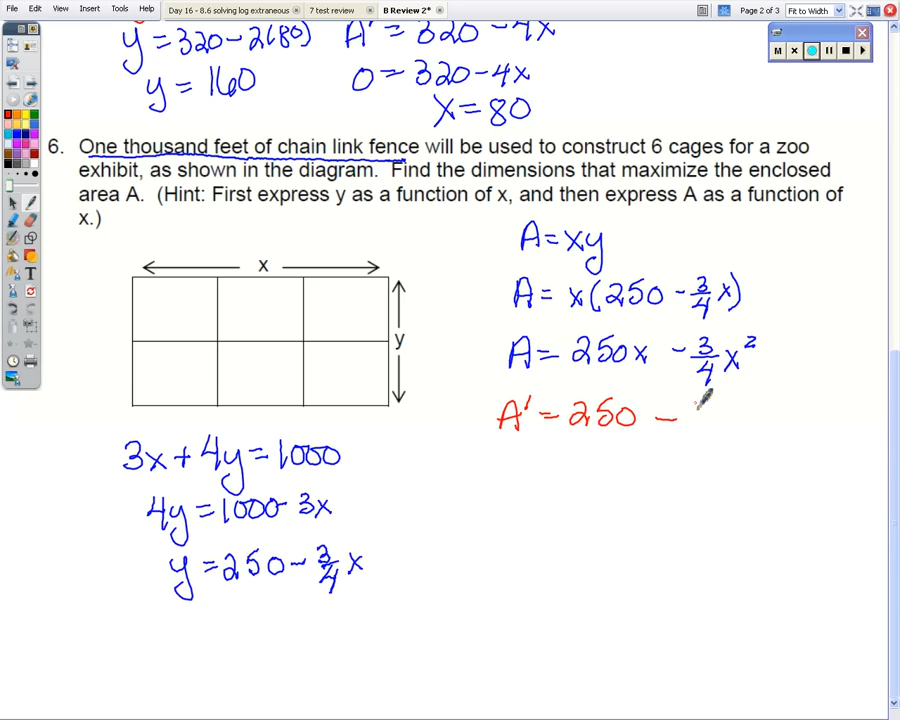 File Edit View Insert Tools Help
Day 16 - 8.6 solving log extraneous
7 test review
B Review 2*
Page 2 of 3
Fit to Width
M
y = 320 - 2(80)
A' = 320 - 4x
y = 160
0 = 320 - 4x
x = 80
6. One thousand feet of chain link fence will be used to construct 6 cages for a zoo
exhibit, as shown in the diagram. Find the dimensions that maximize the enclosed
area A. (Hint: First express y as a function of x, and then express A as a function of
x.)
x
y
3x + 4y = 1000
4y = 1000 - 3x
y = 250 - 3/4 x
A = xy
A = x(250 - 3/4 x)
A = 250x - 3/4 x²
A' = 250 -